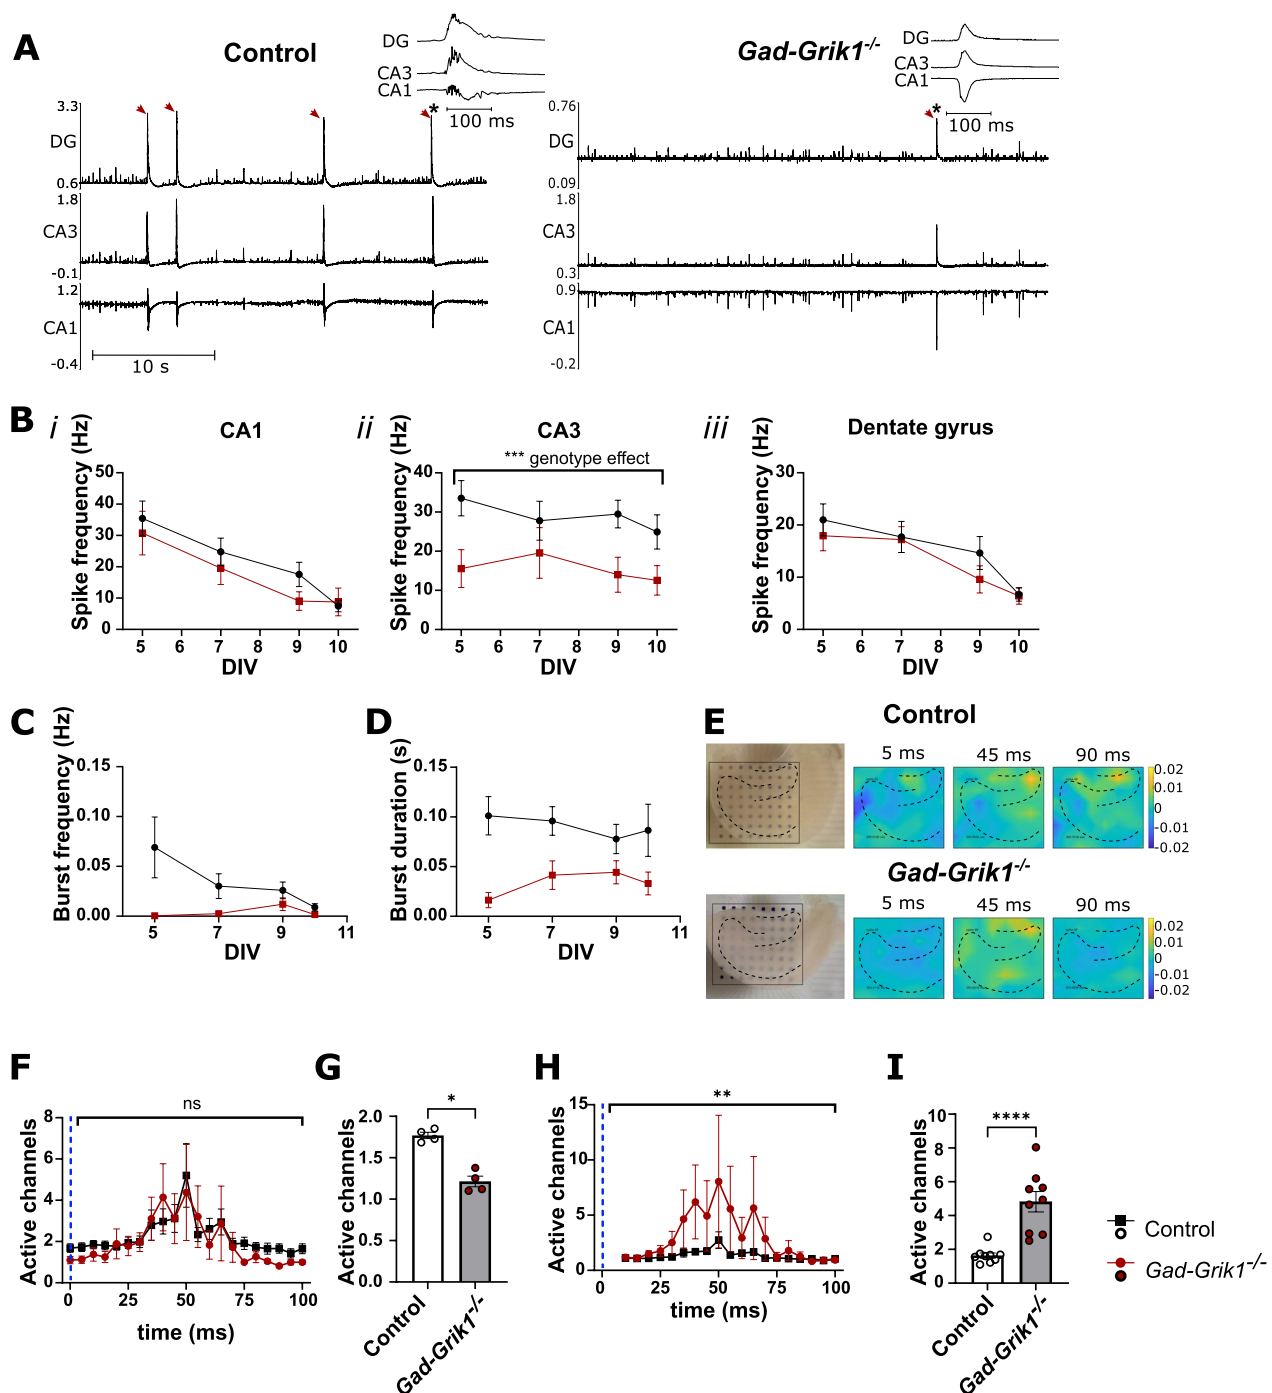 A
Control
DG
CA3
CA1
100 ms
*
3.3
DG
0.6
1.8
CA3
-0.1
1.2
CA1
-0.4
10 s
Gad-Grik1-/-
DG
CA3
CA1
100 ms
*
0.76
DG
0.09
CA3
0.3
0.9
CA1
-0.2
B
i
CA1
Spike frequency (Hz)
50
40
30
20
10
0
5 6 7 8 9 10
DIV
ii
CA3
*** genotype effect
Spike frequency (Hz)
40
30
20
10
0
5 6 7 8 9 10
DIV
iii
Dentate gyrus
Spike frequency (Hz)
30
20
10
0
5 6 7 8 9 10
DIV
C
Burst frequency (Hz)
0.15
0.10
0.05
0.00
5 7 9 11
DIV
D
Burst duration (s)
0.15
0.10
0.05
0.00
5 7 9 11
DIV
E
Control
5 ms 45 ms 90 ms
0.02
0.01
0
-0.01
-0.02
Gad-Grik1-/-
5 ms 45 ms 90 ms
0.02
0.01
0
-0.01
-0.02
F
ns
Active channels
8
6
4
2
0
0 25 50 75 100
time (ms)
G
*
Active channels
2.0
1.5
1.0
0.5
0.0
Control
Gad-Grik1-/-
H
**
Active channels
15
10
5
0
0 25 50 75 100
time (ms)
I
****
Active channels
10
8
6
4
2
0
Control
Gad-Grik1-/-
Control
Gad-Grik1-/-